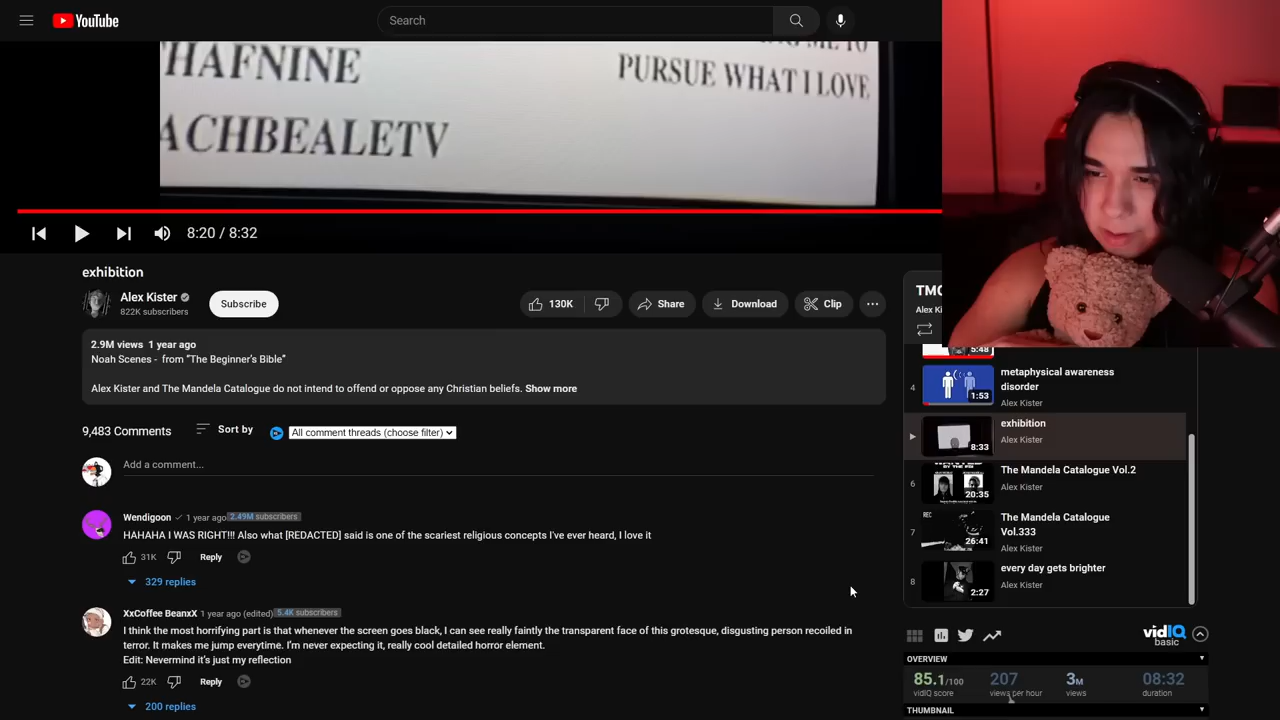 YouTube
Search
HAFNINE
ACHBEALETV
PURSUE WHAT I LOVE
8:20 / 8:32
exhibition
Alex Kister
822K subscribers
Subscribe
130K
Share
Download
Clip
2.9M views 1 year ago
Noah Scenes - from "The Beginner's Bible"
Alex Kister and The Mandela Catalogue do not intend to offend or oppose any Christian beliefs. Show more
9,483 Comments
Sort by
All comment threads (choose filter)
Add a comment...
Wendigoon 1 year ago 2.49M subscribers
HAHAHA I WAS RIGHT!!! Also what [REDACTED] said is one of the scariest religious concepts I've ever heard, I love it
31K
Reply
329 replies
XxCoffee BeanxX 1 year ago (edited) 5.4K subscribers
I think the most horrifying part is that whenever the screen goes black, I can see really faintly the transparent face of this grotesque, disgusting person recoiled in
terror. It makes me jump everytime. I'm never expecting it, really cool detailed horror element.
Edit: Nevermind it's just my reflection
22K
Reply
200 replies
5:48
4
1:53
metaphysical awareness
disorder
Alex Kister
8:33
exhibition
Alex Kister
6
20:35
The Mandela Catalogue Vol.2
Alex Kister
7
REC
26:41
The Mandela Catalogue
Vol.333
Alex Kister
8
2:27
every day gets brighter
Alex Kister
vidIQ
basic
OVERVIEW
85.1/100
vidIQ score
207
views per hour
3M
views
08:32
duration
THUMBNAIL